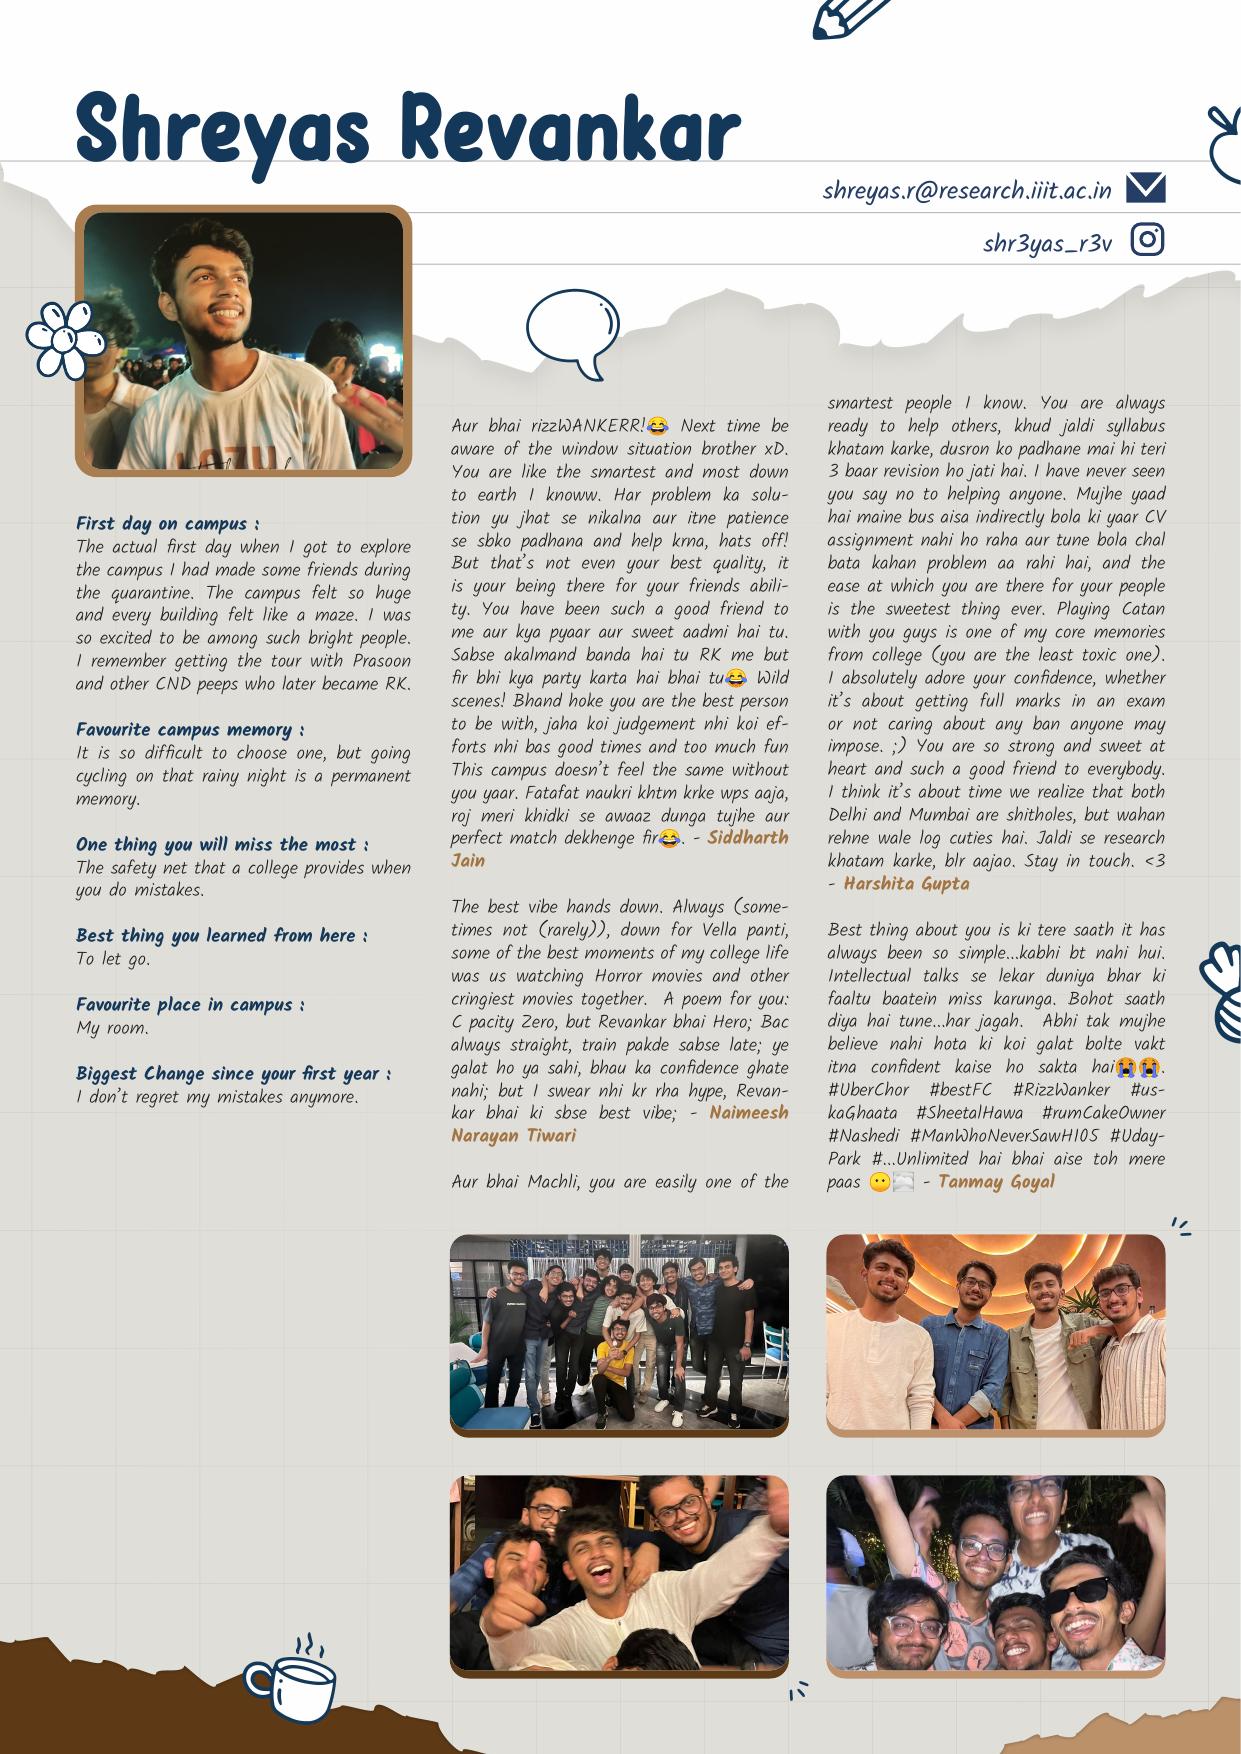 Shreyas Revankar
shreyas.r@research.iiit.ac.in
shr3yas_r3v
First day on campus :
The actual first day when I got to explore
the campus I had made some friends during
the quarantine. The campus felt so huge
and every building felt like a maze. I was
so excited to be among such bright people.
I remember getting the tour with Prasoon
and other CND peeps who later became RK.
Favourite campus memory :
It is so difficult to choose one, but going
cycling on that rainy night is a permanent
memory.
One thing you will miss the most :
The safety net that a college provides when
you do mistakes.
Best thing you learned from here :
To let go.
Favourite place in campus :
My room.
Biggest Change since your first year :
I don't regret my mistakes anymore.
Aur bhai rizzWANKERR!😂 Next time be
aware of the window situation brother xD.
You are like the smartest and most down
to earth I knoww. Har problem ka solu-
tion yu jhat se nikalna aur itne patience
se sbko padhana and help krna, hats off!
But that's not even your best quality, it
is your being there for your friends abili-
ty. You have been such a good friend to
me aur kya pyaar aur sweet aadmi hai tu.
Sabse akalmand banda hai tu RK me but
fir bhi kya party karta hai bhai tu😂 Wild
scenes! Bhand hoke you are the best person
to be with, jaha koi judgement nhi koi ef-
forts nhi bas good times and too much fun
This campus doesn't feel the same without
you yaar. Fatafat naukri khtm krke wps aaja,
roj meri khidki se awaaz dunga tujhe aur
perfect match dekhenge fir😂. - Siddharth
Jain
The best vibe hands down. Always (some-
times not (rarely)), down for Vella panti,
some of the best moments of my college life
was us watching Horror movies and other
cringiest movies together. A poem for you:
C pacity Zero, but Revankar bhai Hero; Bac
always straight, train pakde sabse late; ye
galat ho ya sahi, bhau ka confidence ghate
nahi; but I swear nhi kr rha hype, Revan-
kar bhai ki sbse best vibe; - Naimeesh
Narayan Tiwari
Aur bhai Machli, you are easily one of the
smartest people I know. You are always
ready to help others, khud jaldi syllabus
khatam karke, dusron ko padhane mai hi teri
3 baar revision ho jati hai. I have never seen
you say no to helping anyone. Mujhe yaad
hai maine bus aisa indirectly bola ki yaar CV
assignment nahi ho raha aur tune bola chal
bata kahan problem aa rahi hai, and the
ease at which you are there for your people
is the sweetest thing ever. Playing Catan
with you guys is one of my core memories
from college (you are the least toxic one).
I absolutely adore your confidence, whether
it's about getting full marks in an exam
or not caring about any ban anyone may
impose. ;) You are so strong and sweet at
heart and such a good friend to everybody.
I think it's about time we realize that both
Delhi and Mumbai are shitholes, but wahan
rehne wale log cuties hai. Jaldi se research
khatam karke, blr aajao. Stay in touch. <3
- Harshita Gupta
Best thing about you is ki tere saath it has
always been so simple...kabhi bt nahi hui.
Intellectual talks se lekar duniya bhar ki
faaltu baatein miss karunga. Bohot saath
diya hai tune...har jagah. Abhi tak mujhe
believe nahi hota ki koi galat bolte vakt
itna confident kaise ho sakta hai😭😭.
#UberChor #bestFC #RizzWanker #us-
kaGhaata #SheetalHawa #rumCakeOwner
#Nashedi #ManWhoNeverSawH105 #Uday-
Park #...Unlimited hai bhai aise toh mere
paas 😶🌫️ - Tanmay Goyal